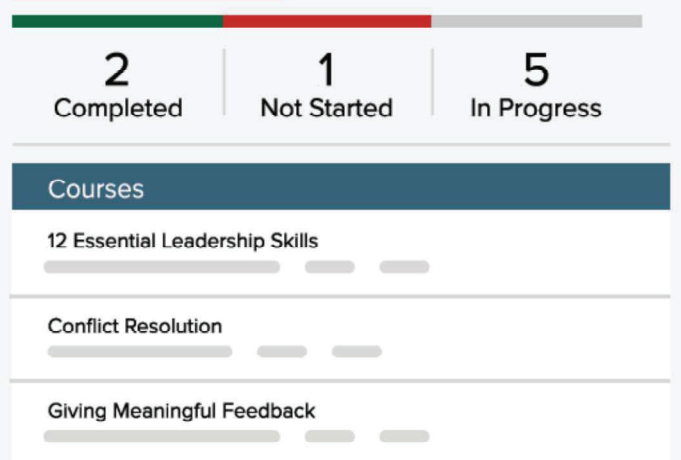 2
Completed
1
Not Started
5
In Progress
Courses
12 Essential Leadership Skills
Conflict Resolution
Giving Meaningful Feedback